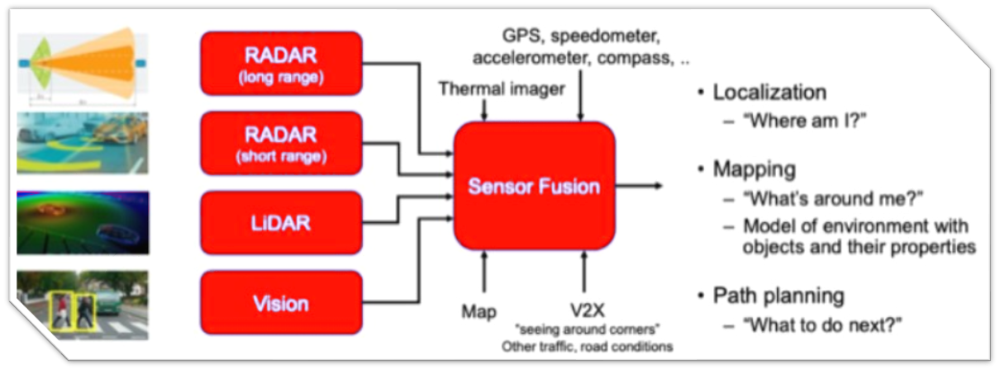 RADAR
(long range)
RADAR
(short range)
LiDAR
Vision
GPS, speedometer,
accelerometer, compass, ..
Thermal imager
Sensor Fusion
Map
V2X
"seeing around corners"
Other traffic, road conditions
• Localization
– "Where am I?"
• Mapping
– "What's around me?"
– Model of environment with
objects and their properties
• Path planning
– "What to do next?"